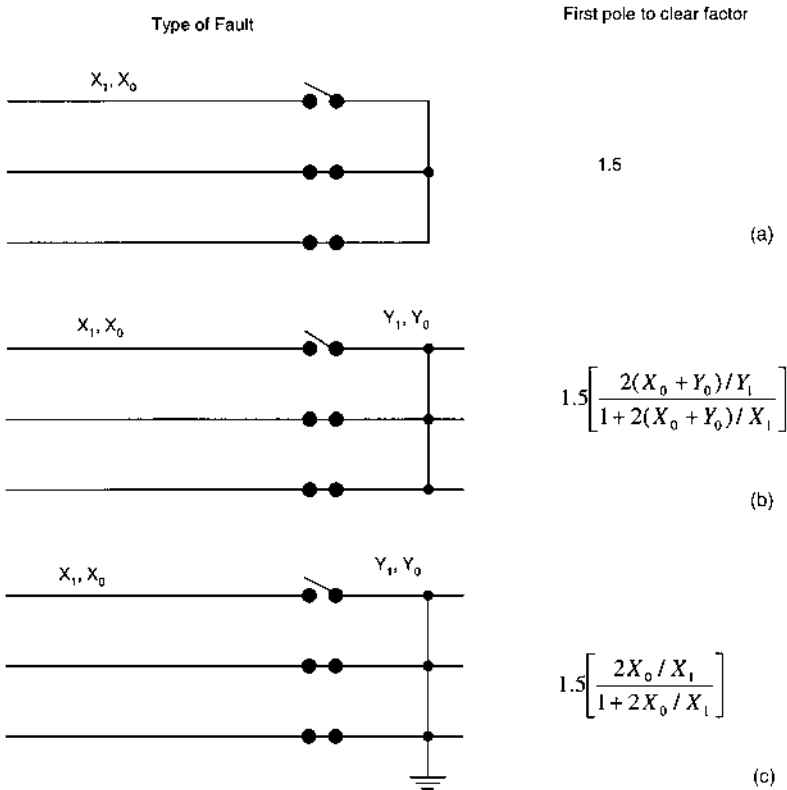 Type of Fault
First pole to clear factor
X₁, X₀
1.5
(a)
X₁, X₀
Y₁, Y₀
1.5[2(X₀ + Y₀)/Y₁ / 1 + 2(X₀ + Y₀)/X₁]
(b)
X₁, X₀
Y₁, Y₀
1.5[2X₀ / X₁ / 1 + 2X₀ / X₁]
(c)